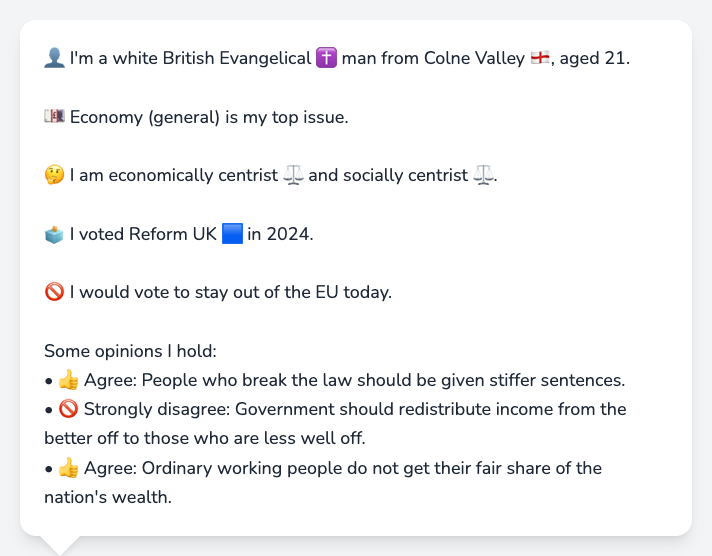 👤 I'm a white British Evangelical ✝️ man from Colne Valley 🏴󠁧󠁢󠁥󠁮󠁧󠁿, aged 21.
💷 Economy (general) is my top issue.
🤔 I am economically centrist ⚖️ and socially centrist ⚖️.
🗳️ I voted Reform UK 🟦 in 2024.
🚫 I would vote to stay out of the EU today.
Some opinions I hold:
• 👍 Agree: People who break the law should be given stiffer sentences.
• 🚫 Strongly disagree: Government should redistribute income from the
better off to those who are less well off.
• 👍 Agree: Ordinary working people do not get their fair share of the
nation's wealth.